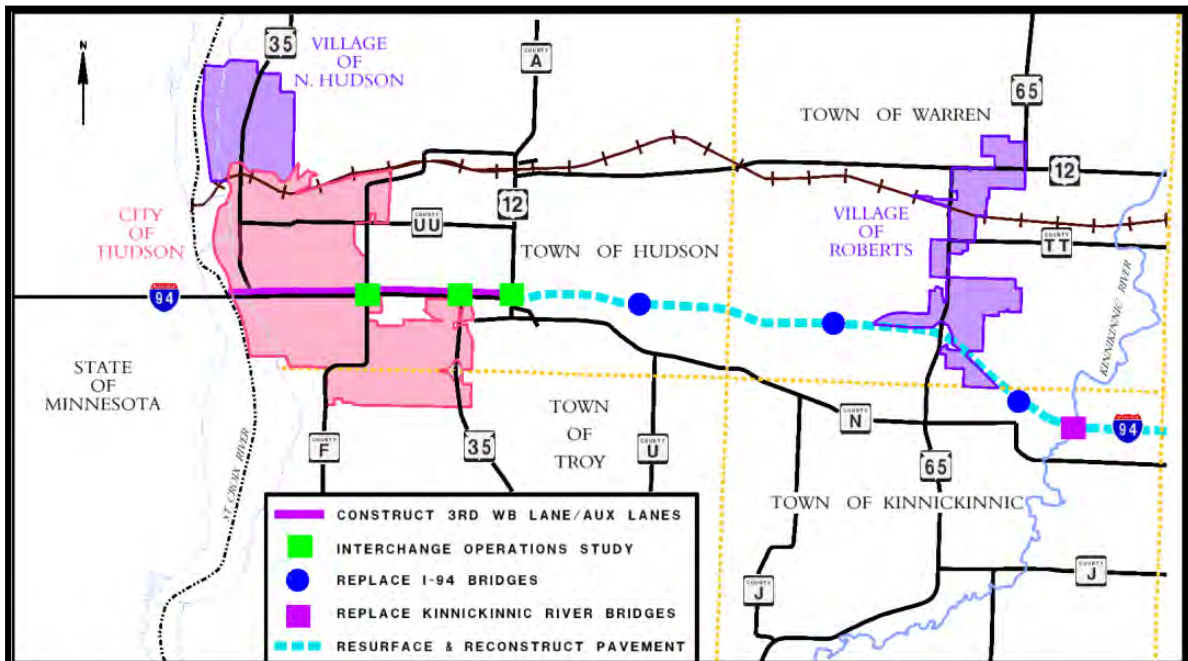 N
35
VILLAGE
OF
N. HUDSON
COUNTY
A
65
TOWN OF WARREN
12
CITY
OF
HUDSON
COUNTY
UU
12
TOWN OF HUDSON
VILLAGE
OF
ROBERTS
COUNTY
TT
KINNIKINNIC RIVER
94
STATE
OF
MINNESOTA
ST. CROIX RIVER
COUNTY
F
35
TOWN
OF
TROY
COUNTY
U
COUNTY
N
94
65
TOWN OF KINNICKINNIC
COUNTY
J
COUNTY
J
CONSTRUCT 3RD WB LANE/AUX LANES
INTERCHANGE OPERATIONS STUDY
REPLACE I-94 BRIDGES
REPLACE KINNICKINNIC RIVER BRIDGES
RESURFACE & RECONSTRUCT PAVEMENT